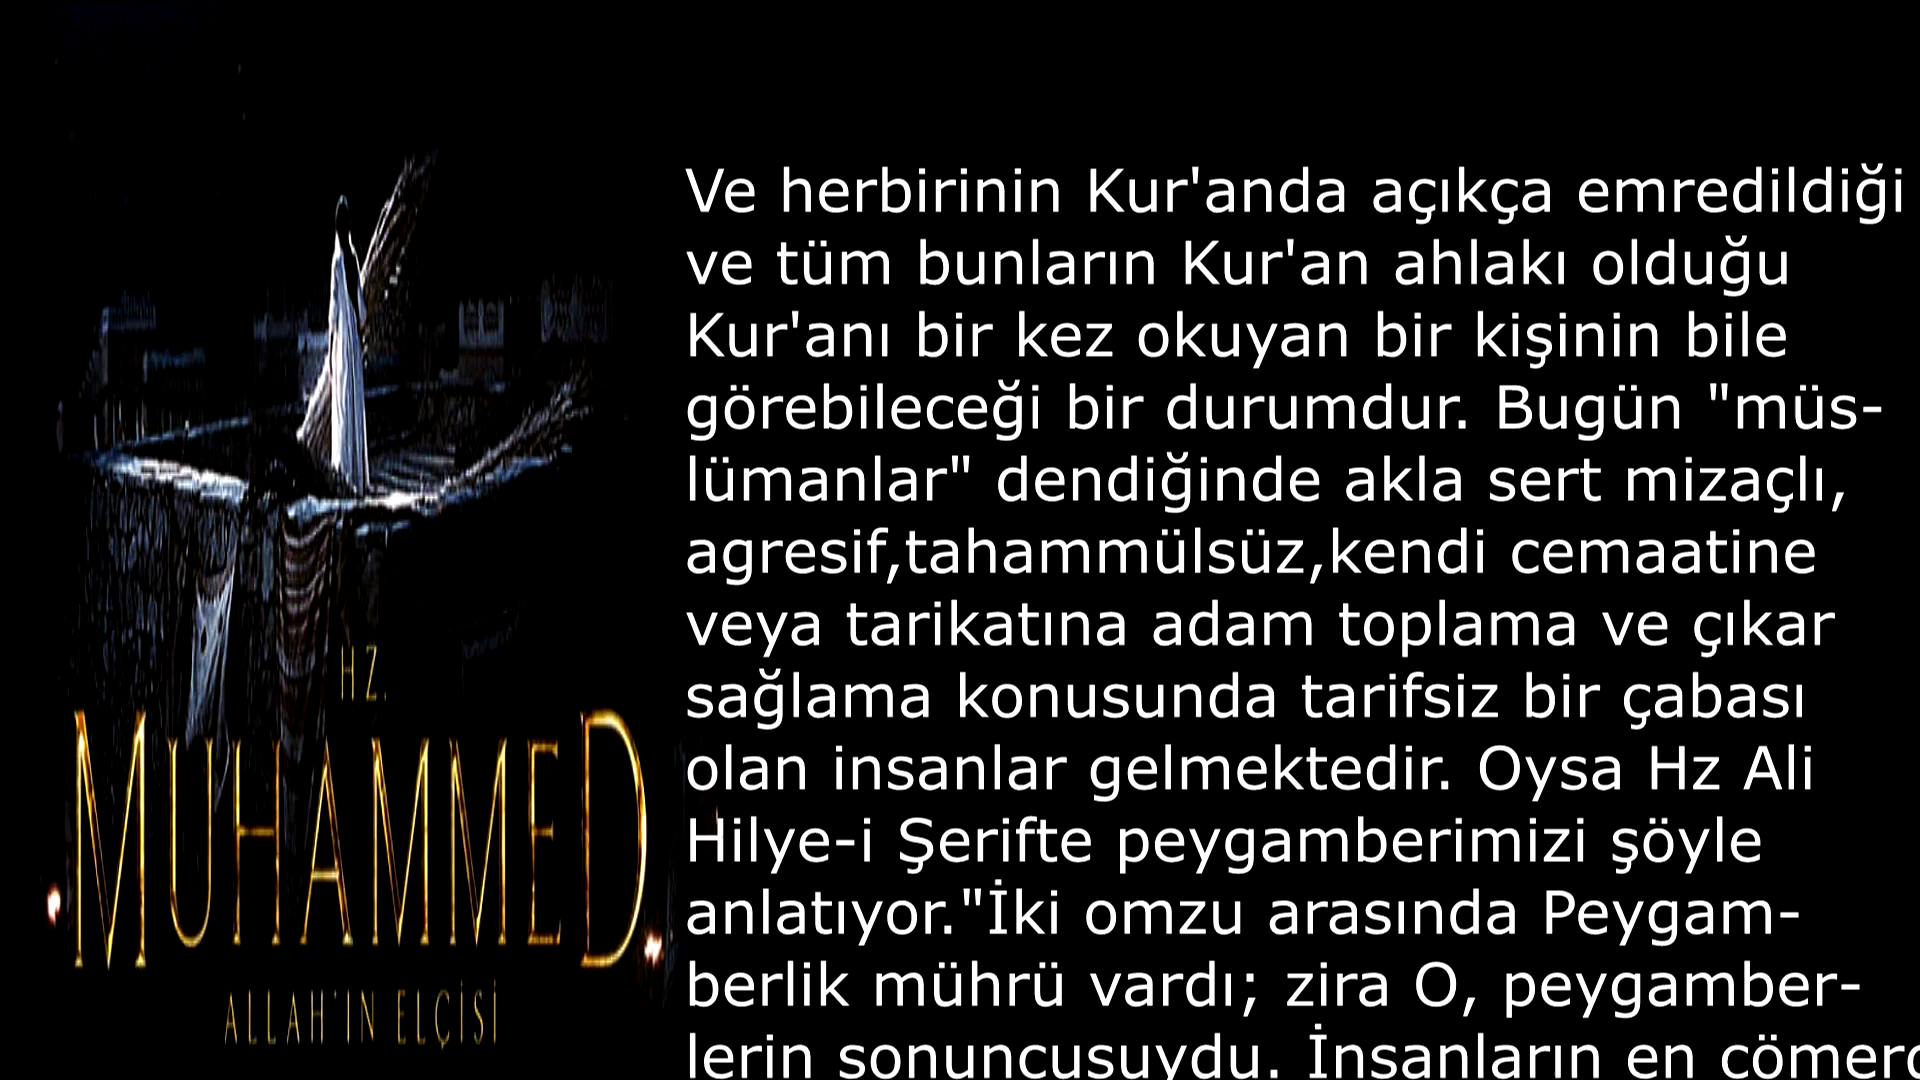 HZ.
MUHAMMED
ALLAH'IN ELÇİSİ
Ve herbirinin Kur'anda açıkça emredildiği
ve tüm bunların Kur'an ahlakı olduğu
Kur'anı bir kez okuyan bir kişinin bile
görebileceği bir durumdur. Bugün "müs-
lümanlar" dendiğinde akla sert mizaçlı,
agresif,tahammülsüz,kendi cemaatine
veya tarikatına adam toplama ve çıkar
sağlama konusunda tarifsiz bir çabası
olan insanlar gelmektedir. Oysa Hz Ali
Hilye-i Şerifte peygamberimizi şöyle
anlatıyor."İki omzu arasında Peygam-
berlik mührü vardı; zira O, peygamber-
lerin sonuncusuydu. İnsanların en